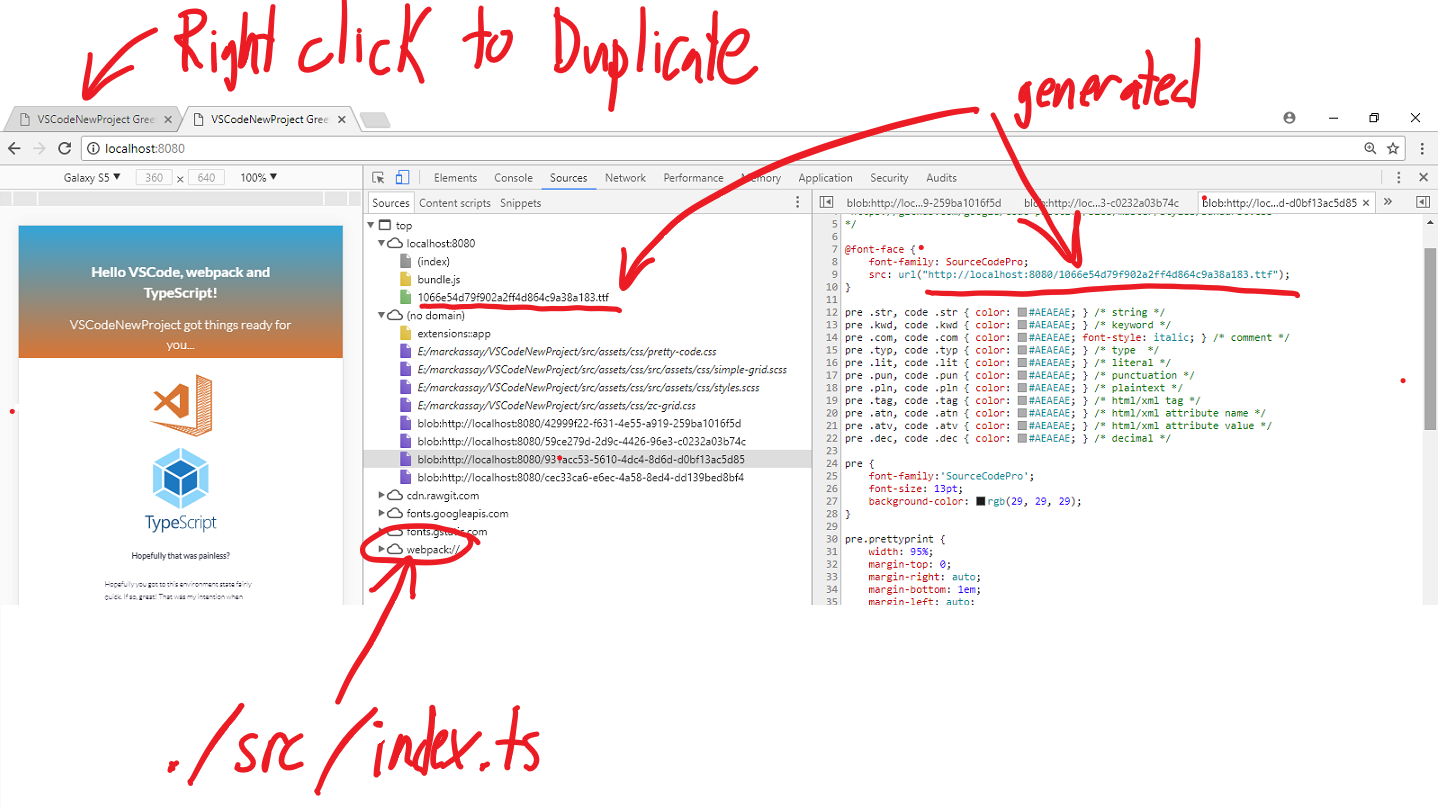 Right click to Duplicate
generated
VSCodeNewProject Gree
VSCodeNewProject Gree
localhost:8080
Galaxy S5 ▼ 360 x 640 100% ▼
Elements Console Sources Network Performance Memory Application Security Audits
Sources Content scripts Snippets
top
localhost:8080
(index)
bundle.js
1066e54d79f902a2ff4d864c9a38a183.ttf
(no domain)
extensions::app
E:/marckassay/VSCodeNewProject/src/assets/css/pretty-code.css
E:/marckassay/VSCodeNewProject/src/assets/css/src/assets/css/simple-grid.scss
E:/marckassay/VSCodeNewProject/src/assets/css/src/assets/css/styles.scss
E:/marckassay/VSCodeNewProject/src/assets/css/zc-grid.css
blob:http://localhost:8080/42999f22-f631-4e55-a919-259ba1016f5d
blob:http://localhost:8080/59ce279d-2d9c-4426-96e3-c0232a03b74c
blob:http://localhost:8080/cec33ca6-e6ec-4a58-8ed4-dd139bed8bf4
cdn.rawgit.com
fonts.googleapis.com
fonts.gstatic.com
webpack://
blob:http://loc...9-259ba1016f5d blob:http://loc...3-c0232a03b74c blob:http://loc...d-d0bf13ac5d85
4
5 */
6
7 @font-face {
8 font-family: SourceCodePro;
9 src: url("http://localhost:8080/1066e54d79f902a2ff4d864c9a38a183.ttf");
10 }
11
12 pre .str, code .str { color: #AEAEAE; } /* string */
13 pre .kwd, code .kwd { color: #AEAEAE; } /* keyword */
14 pre .com, code .com { color: #AEAEAE; font-style: italic; } /* comment */
15 pre .typ, code .typ { color: #AEAEAE; } /* type */
16 pre .lit, code .lit { color: #AEAEAE; } /* literal */
17 pre .pun, code .pun { color: #AEAEAE; } /* punctuition */
18 pre .pln, code .pln { color: #AEAEAE; } /* plaintext */
19 pre .tag, code .tag { color: #AEAEAE; } /* html/xml tag */
20 pre .atn, code .atn { color: #AEAEAE; } /* html/xml attribute name */
21 pre .atv, code .atv { color: #AEAEAE; } /* html/xml attribute value */
22 pre .dec, code .dec { color: #AEAEAE; } /* decimal */
23
24 pre {
25 font-family:'SourceCodePro';
26 font-size: 13pt;
27 background-color: rgb(29, 29, 29);
28 }
29
30 pre.prettyprint {
31 width: 95%;
32 margin-top: 0;
33 margin-right: auto;
34 margin-bottom: 1em;
35 margin-left: auto;
Hello VSCode, webpack and
TypeScript!
VSCodeNewProject got things ready for
you...
TypeScript
Hopefully that was painless?
Hopefully you got to this environment state fairly
quick. If so, great! That was my intention when
./src/index.ts